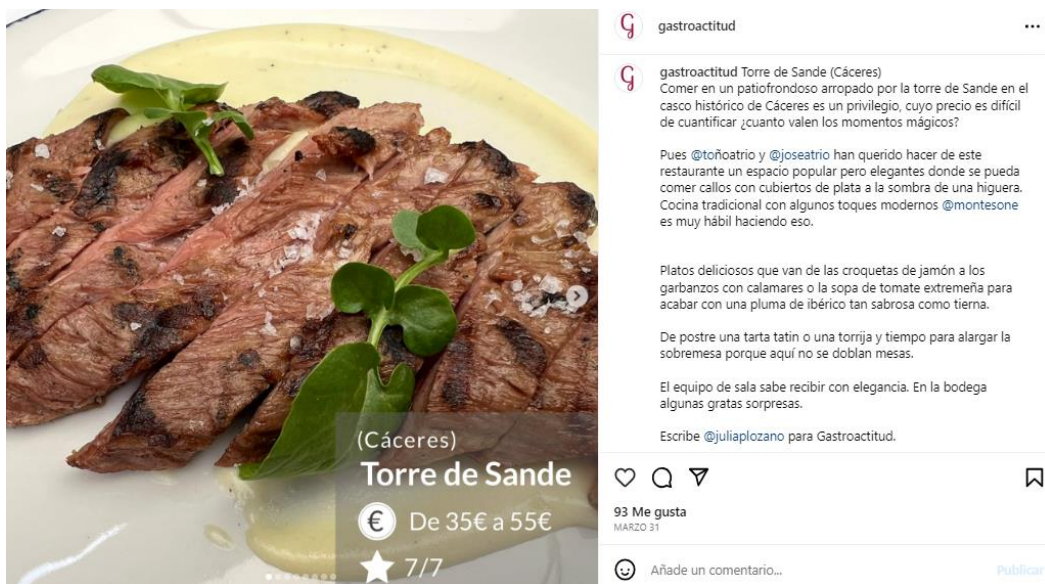 gastroactitud
gastroactitud Torre de Sande (Cáceres)
Comer en un patiofrondoso arropado por la torre de Sande en el
casco histórico de Cáceres es un privilegio, cuyo precio es difícil
de cuantificar ¿cuanto valen los momentos mágicos?
Pues @toñoatrio y @joseatrio han querido hacer de este
restaurante un espacio popular pero elegantes donde se pueda
comer callos con cubiertos de plata a la sombra de una higuera.
Cocina tradicional con algunos toques modernos @montesone
es muy hábil haciendo eso.
Platos deliciosos que van de las croquetas de jamón a los
garbanzos con calamares o la sopa de tomate extremeña para
acabar con una pluma de ibérico tan sabrosa como tierna.
De postre una tarta tatin o una torrija y tiempo para alargar la
sobremesa porque aquí no se doblan mesas.
El equipo de sala sabe recibir con elegancia. En la bodega
algunas gratas sorpresas.
Escribe @juliaplozano para Gastroactitud.
93 Me gusta
MARZO 31
Añade un comentario...
Publicar
(Cáceres)
Torre de Sande
€ De 35€ a 55€
7/7